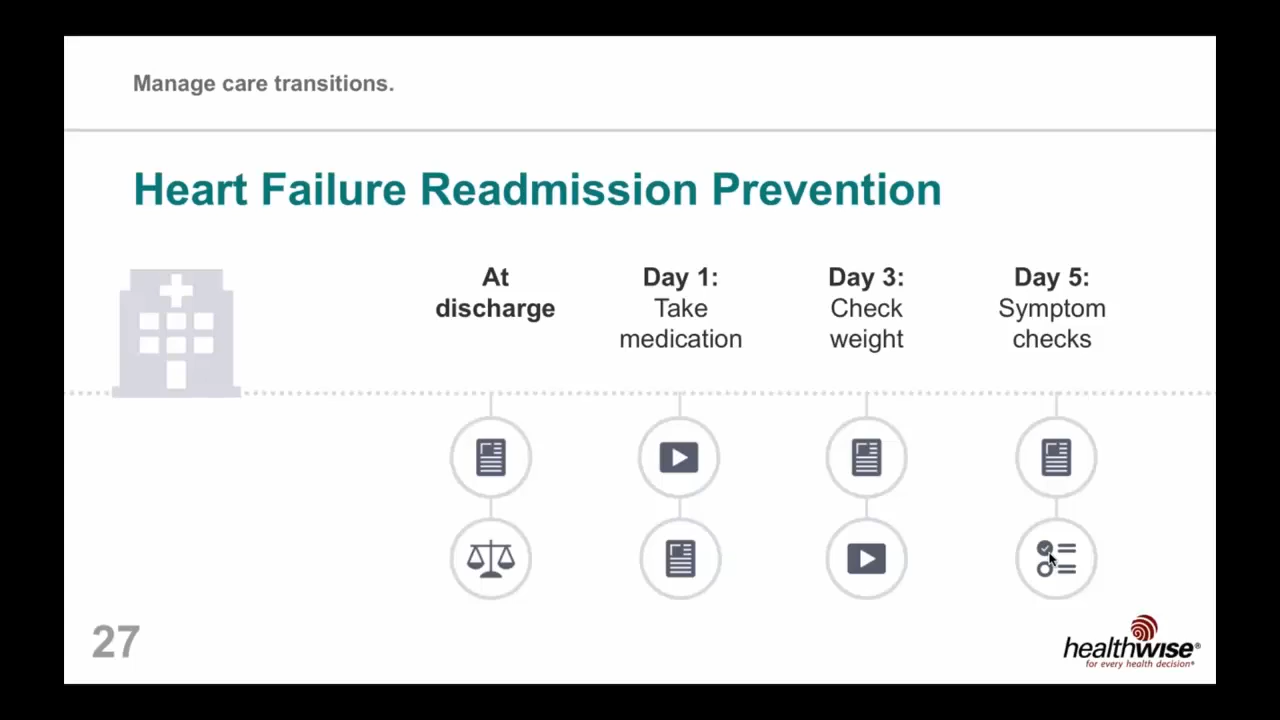 Manage care transitions.
Heart Failure Readmission Prevention
At
discharge
Day 1:
Take
medication
Day 3:
Check
weight
Day 5:
Symptom
checks
27
healthwise®
for every health decision®